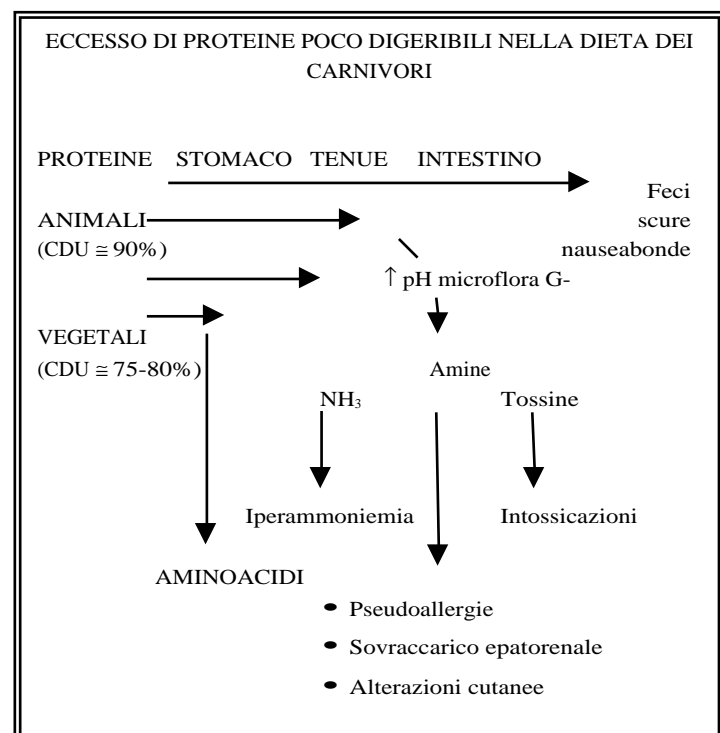 ECCESSO DI PROTEINE POCO DIGERIBILI NELLA DIETA DEI
CARNIVORI
PROTEINE STOMACO TENUE INTESTINO
Feci
scure
nauseabonde
ANIMALI
(CDU ≅ 90%)
↑ pH microflora G-
VEGETALI
(CDU ≅ 75-80%)
Amine
NH₃ Tossine
Iperammoniemia Intossicazioni
AMINOACIDI
• Pseudoallergie
• Sovraccarico epatorenale
• Alterazioni cutanee